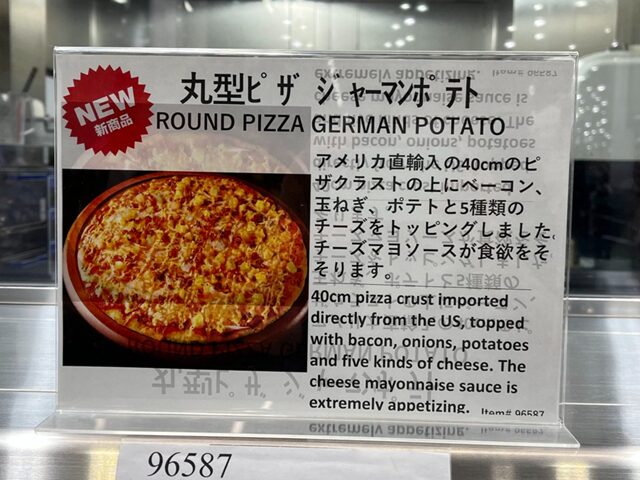 NEW
新商品
丸型ピザ ジャーマンポテト
ROUND PIZZA GERMAN POTATO
アメリカ直輸入の40cmのピ
ザクラストの上にベーコン、
玉ねぎ、ポテトと5種類の
チーズをトッピングしました。
チーズマヨソースが食欲をそ
そります。
40cm pizza crust imported
directly from the US, topped
with bacon, onions, potatoes
and five kinds of cheese. The
cheese mayonnaise sauce is
extremely appetizing. Item# 96587
96587